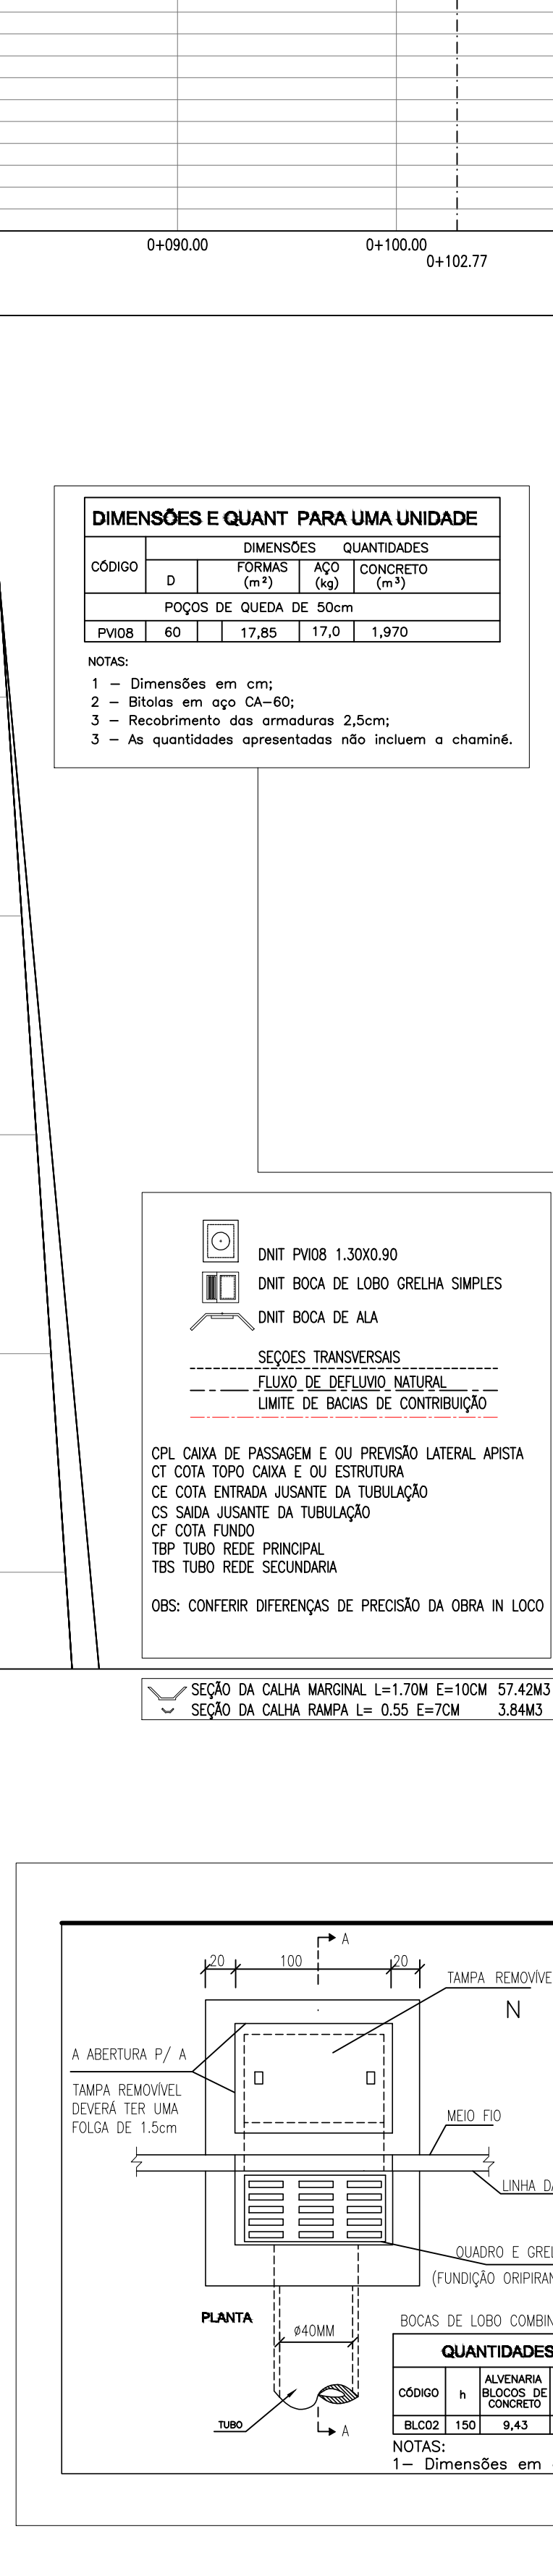 0+090.00 0+100.00
0+102.77
DIMENSÕES E QUANT PARA UMA UNIDADE
CÓDIGO DIMENSÕES QUANTIDADES
D FORMAS (m²) AÇO (kg) CONCRETO (m³)
POÇOS DE QUEDA DE 50cm
PVI08 60 17,85 17,0 1,970
NOTAS:
1 – Dimensões em cm;
2 – Bitolas em aço CA–60;
3 – Recobrimento das armaduras 2,5cm;
3 – As quantidades apresentadas não incluem a chaminé.
DNIT PVI08 1.30X0.90
DNIT BOCA DE LOBO GRELHA SIMPLES
DNIT BOCA DE ALA
SEÇOES TRANSVERSAIS
FLUXO DE DEFLUVIO NATURAL
LIMITE DE BACIAS DE CONTRIBUIÇÃO
CPL CAIXA DE PASSAGEM E OU PREVISÃO LATERAL APISTA
CT COTA TOPO CAIXA E OU ESTRUTURA
CE COTA ENTRADA JUSANTE DA TUBULAÇÃO
CS SAIDA JUSANTE DA TUBULAÇÃO
CF COTA FUNDO
TBP TUBO REDE PRINCIPAL
TBS TUBO REDE SECUNDARIA
OBS: CONFERIR DIFERENÇAS DE PRECISÃO DA OBRA IN LOCO
SEÇÃO DA CALHA MARGINAL L=1.70M E=10CM 57.42M3
SEÇÃO DA CALHA RAMPA L= 0.55 E=7CM 3.84M3
A
20 100 20
TAMPA REMOVÍVE
N
A ABERTURA P/ A
TAMPA REMOVÍVEL
DEVERÁ TER UMA
FOLGA DE 1.5cm
MEIO FIO
LINHA DA
QUADRO E GREL
(FUNDIÇÃO ORIPIRAN
PLANTA
BOCAS DE LOBO COMBIN
ø40MM
QUANTIDADES
CÓDIGO h ALVENARIA BLOCOS DE CONCRETO
BLC02 150 9,43
TUBO
A
NOTAS:
1– Dimensões em